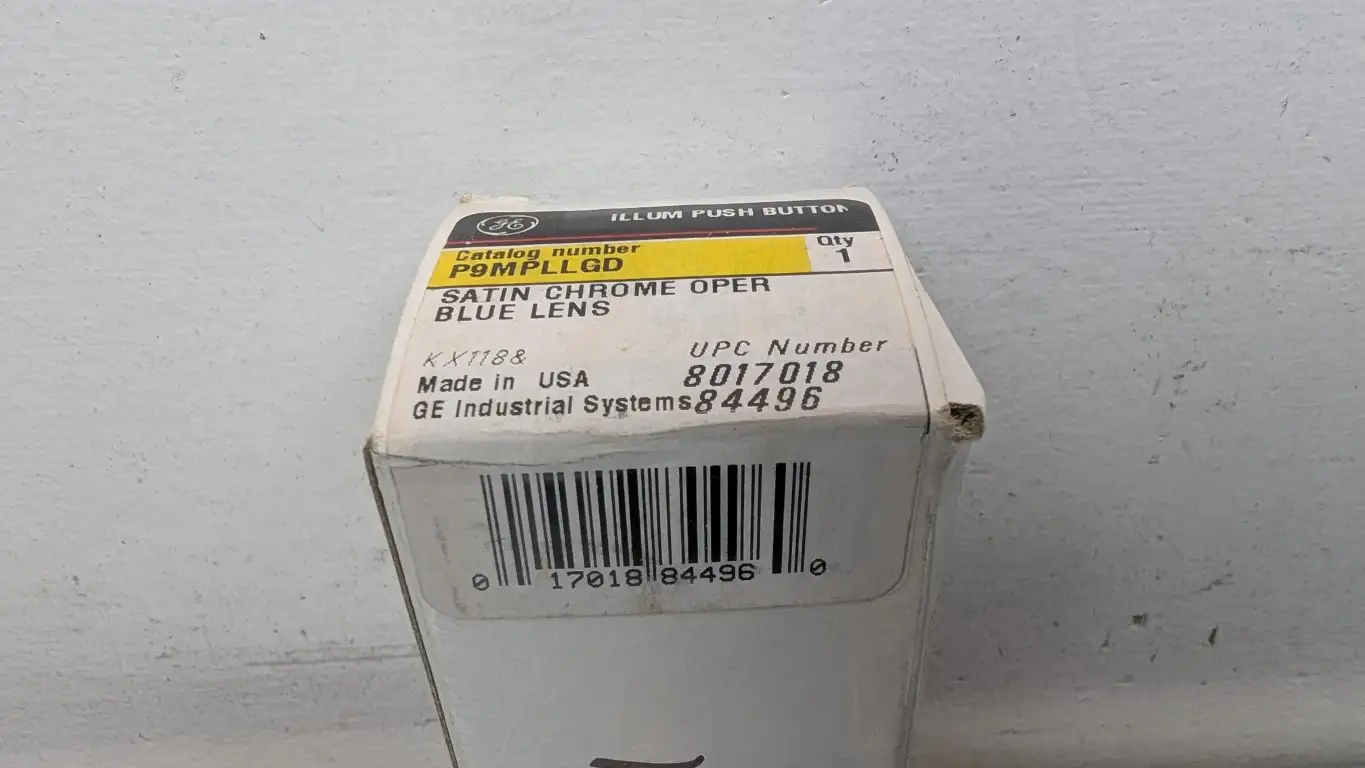 GE ILLUM PUSH BUTTON
Catalog number
P9MPLLGD
Qty
1
SATIN CHROME OPER
BLUE LENS
KX1188
UPC Number
Made in USA 8017018
GE Industrial Systems 84496
0 17018 84496 0